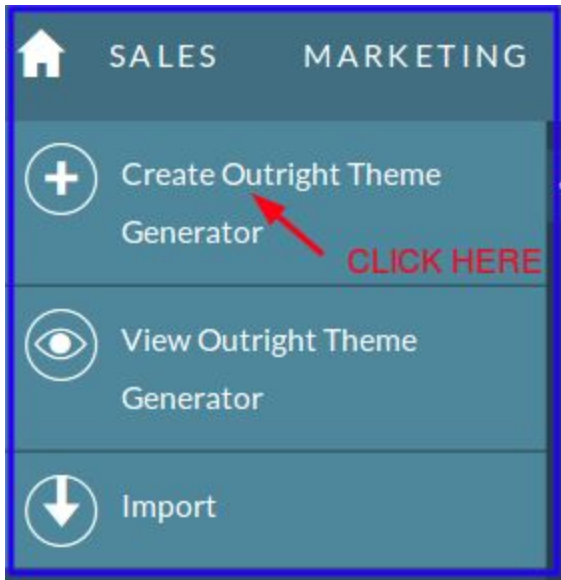 SALES MARKETING
Create Outright Theme
Generator
CLICK HERE
View Outright Theme
Generator
Import